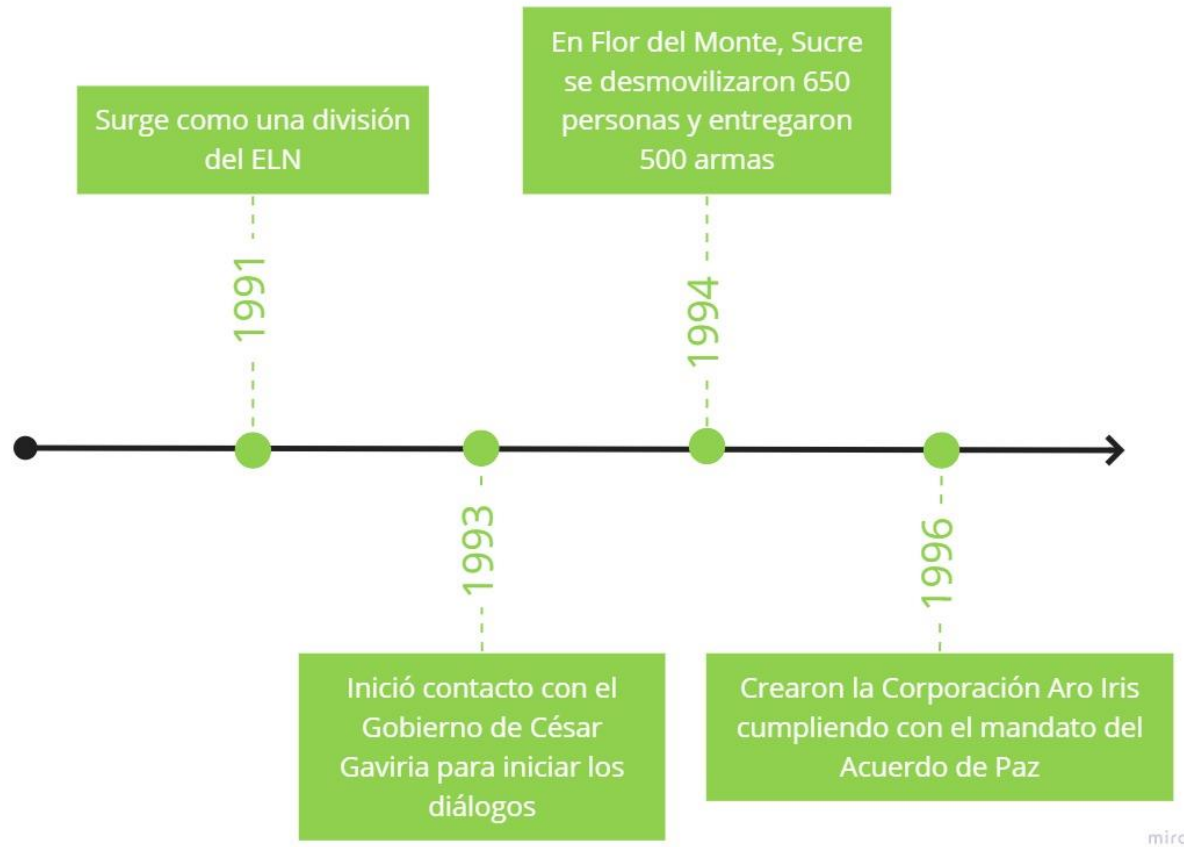 Surge como una división
del ELN
1991
Inició contacto con el
Gobierno de César
Gaviria para iniciar los
diálogos
1993
En Flor del Monte, Sucre
se desmovilizaron 650
personas y entregaron
500 armas
1994
Crearon la Corporación Aro Iris
cumpliendo con el mandato del
Acuerdo de Paz
1996
miro